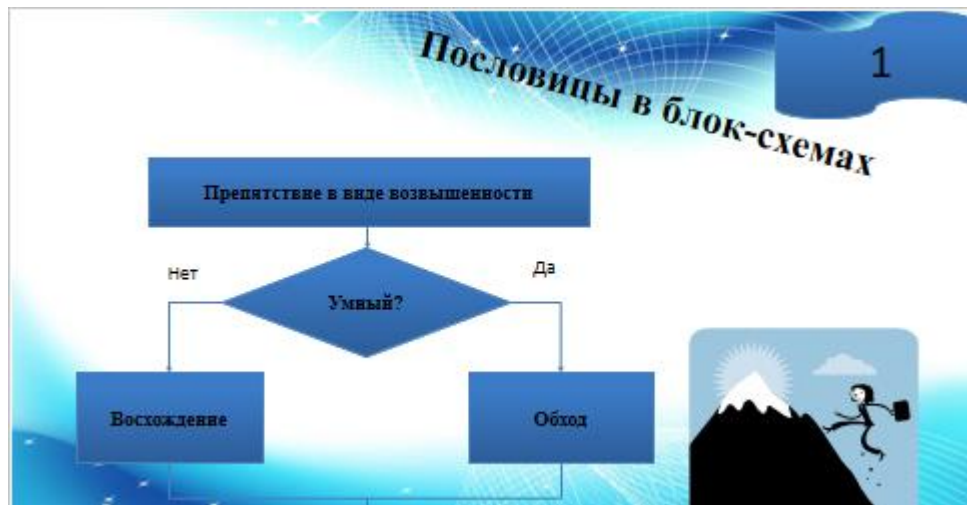 Пословицы в блок-схемах
1
Препятствие в виде возвышенности
Нет
Да
Умный?
Восхождение
Обход